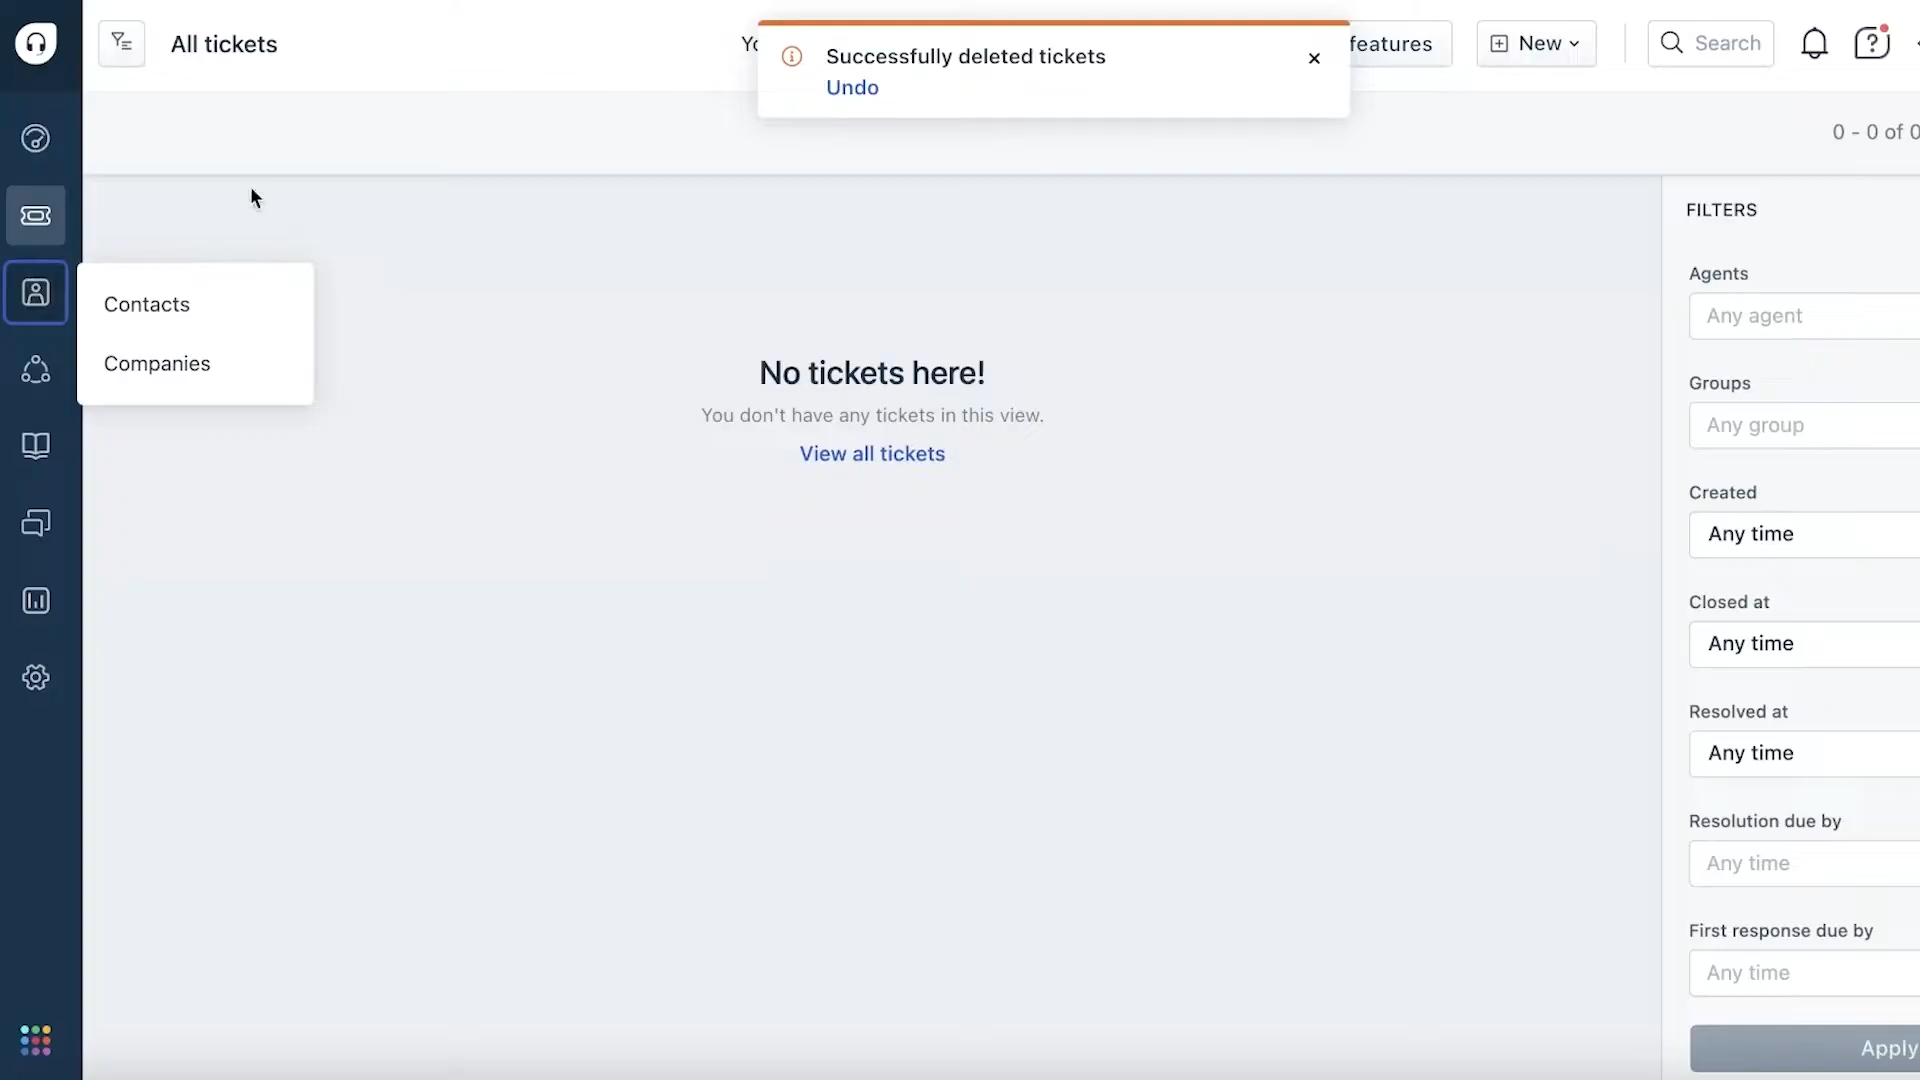 All tickets
Successfully deleted tickets
Undo
features
New
Search
0 - 0 of 0
Contacts
Companies
No tickets here!
You don't have any tickets in this view.
View all tickets
FILTERS
Agents
Any agent
Groups
Any group
Created
Any time
Closed at
Any time
Resolved at
Any time
Resolution due by
Any time
First response due by
Any time
Apply